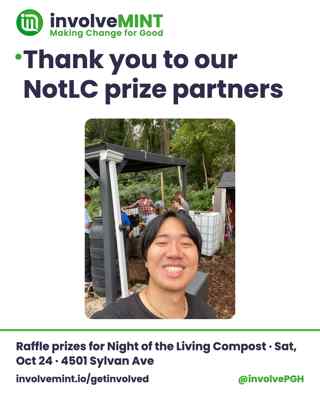 involveMINT
Making Change for Good
•Thank you to our
NotLC prize partners
Raffle prizes for Night of the Living Compost · Sat,
Oct 24 · 4501 Sylvan Ave
involvemint.io/getinvolved
@involvePGH